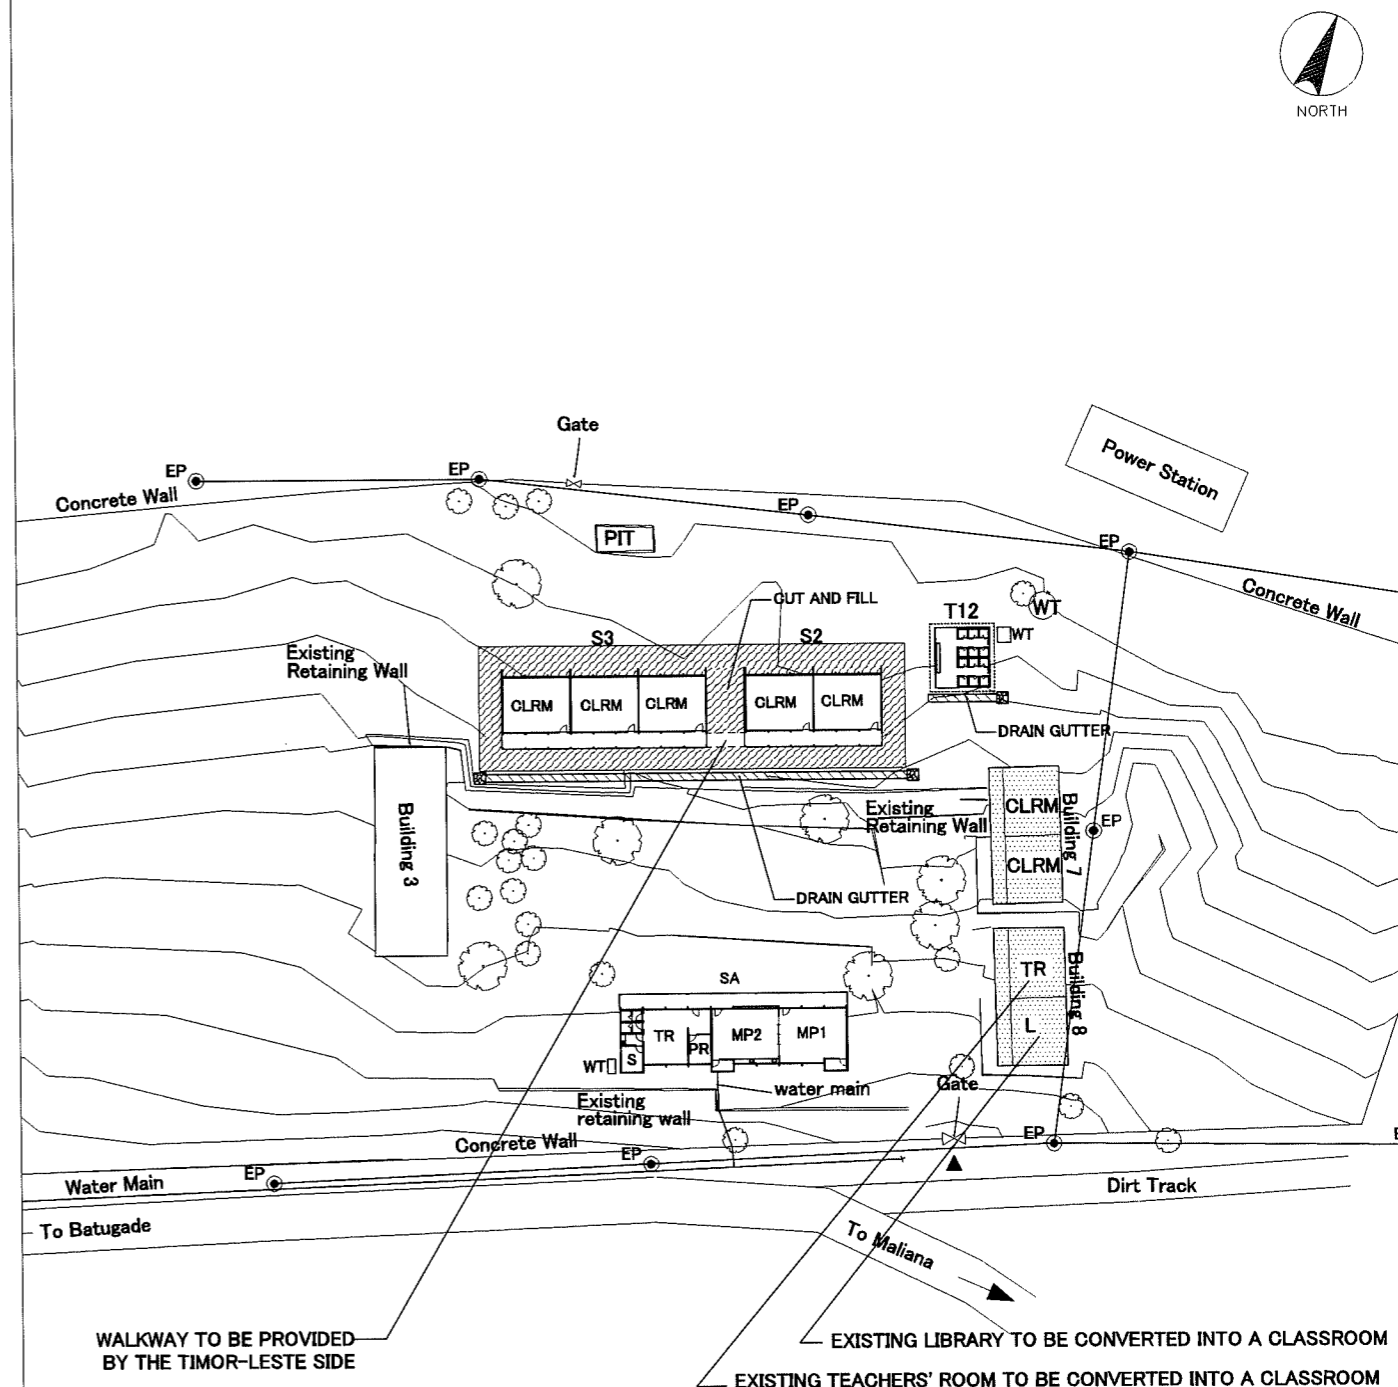 NORTH
Gate
Power Station
EP
EP
Concrete Wall
EP
PIT
EP
Concrete Wall
CUT AND FILL
T12
WT
WT
S3
S2
Existing
Retaining Wall
CLRM
CLRM
CLRM
CLRM
CLRM
DRAIN GUTTER
Building 3
Existing
Retaining Wall
CLRM
CLRM
Building 7
EP
DRAIN GUTTER
SA
TR
L
Building 8
TR
PR
MP2
MP1
S
WT
water main
Gate
Existing
retaining wall
Concrete Wall
EP
EP
EP
Water Main
Dirt Track
To Batugade
To Maliana
WALKWAY TO BE PROVIDED
BY THE TIMOR-LESTE SIDE
EXISTING LIBRARY TO BE CONVERTED INTO A CLASSROOM
EXISTING TEACHERS' ROOM TO BE CONVERTED INTO A CLASSROOM